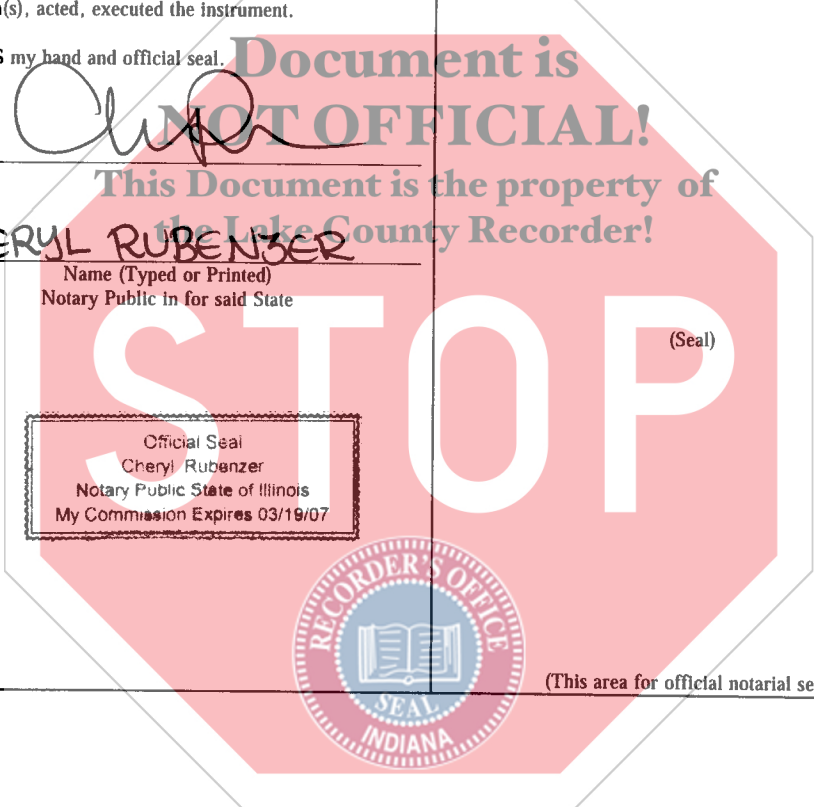 (s), acted, executed the instrument.
my hand and official seal.
Document is
NOT OFFICIAL!
This Document is the property of
the Lake County Recorder!
ERYL RUBENZER
Name (Typed or Printed)
Notary Public in for said State
(Seal)
STOP
Official Seal
Cheryl Rubenzer
Notary Public State of Illinois
My Commission Expires 03/19/07
RECORDER'S OFFICE
SEAL
INDIANA
(This area for official notarial se